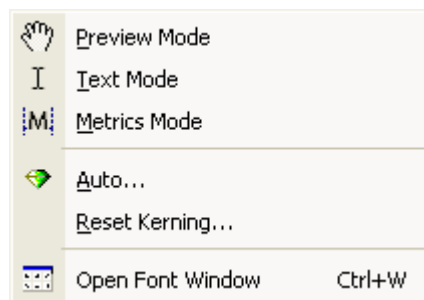 Preview Mode
Text Mode
Metrics Mode
Auto...
Reset Kerning...
Open Font Window Ctrl+W